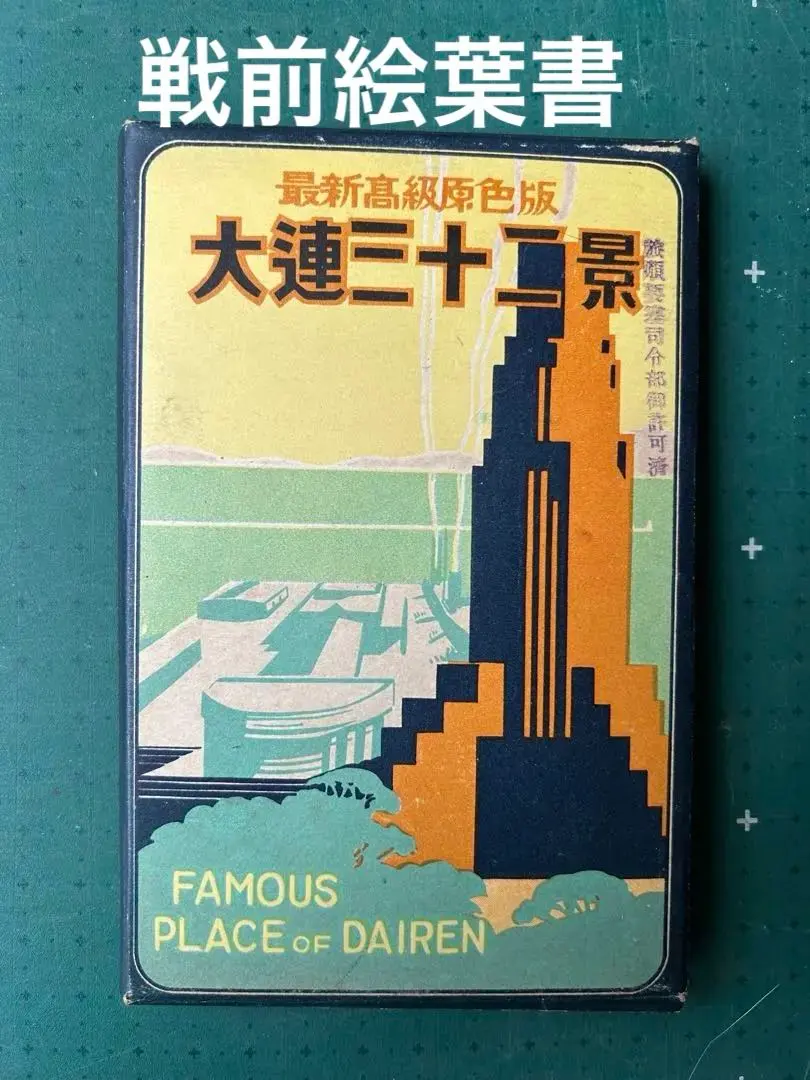 戦前絵葉書
最新高級原色版
大連三十二景
旅順要塞司令部御許可濟
FAMOUS
PLACE OF DAIREN